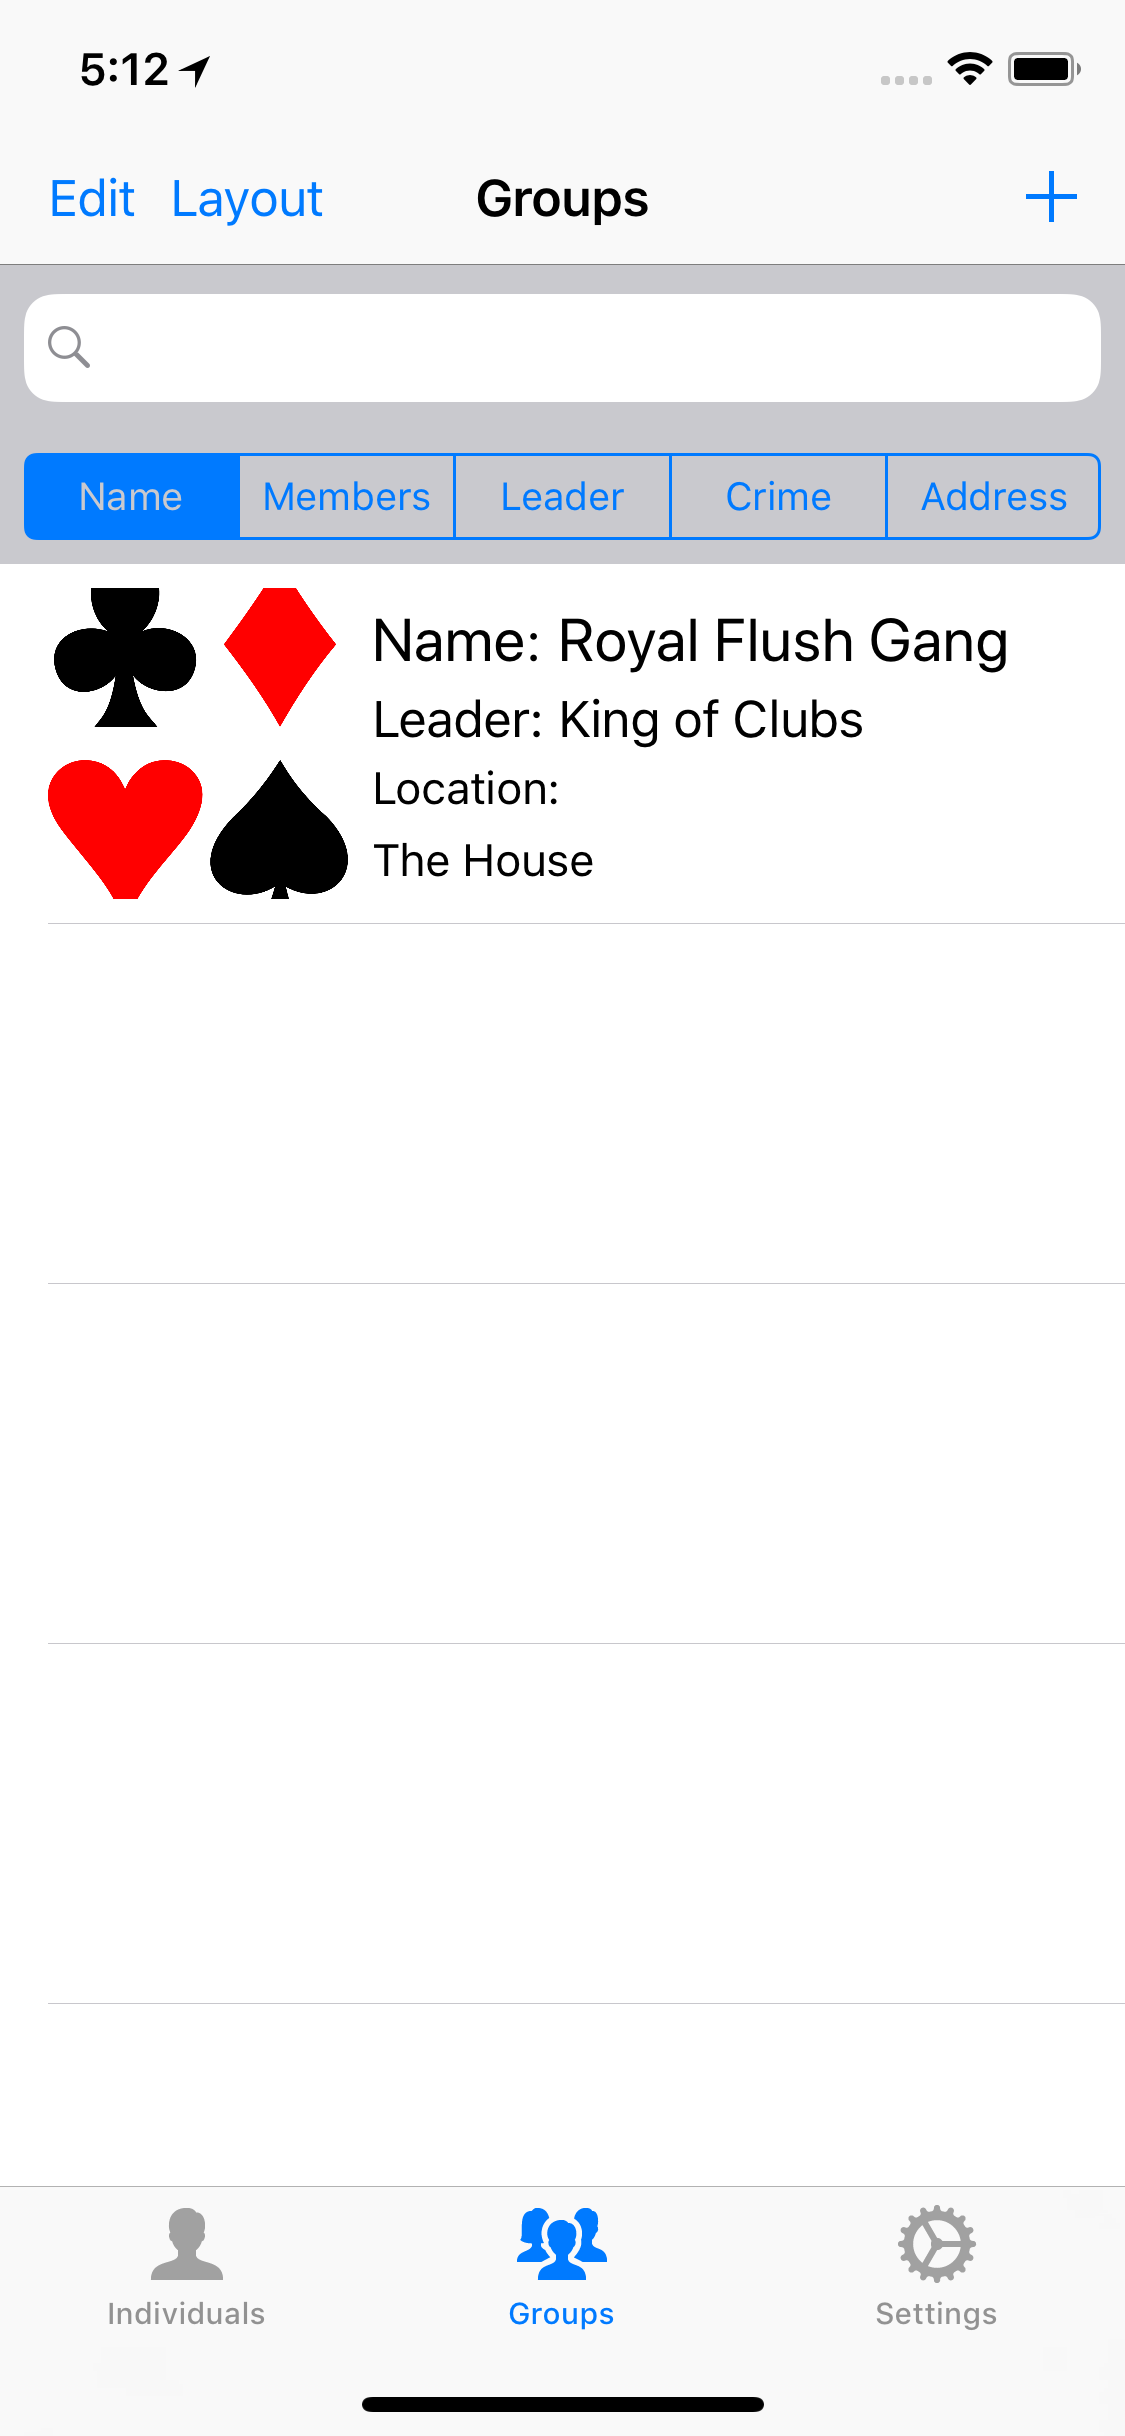 5:12
Edit Layout Groups
Name Members Leader Crime Address
Name: Royal Flush Gang
Leader: King of Clubs
Location:
The House
Individuals Groups Settings